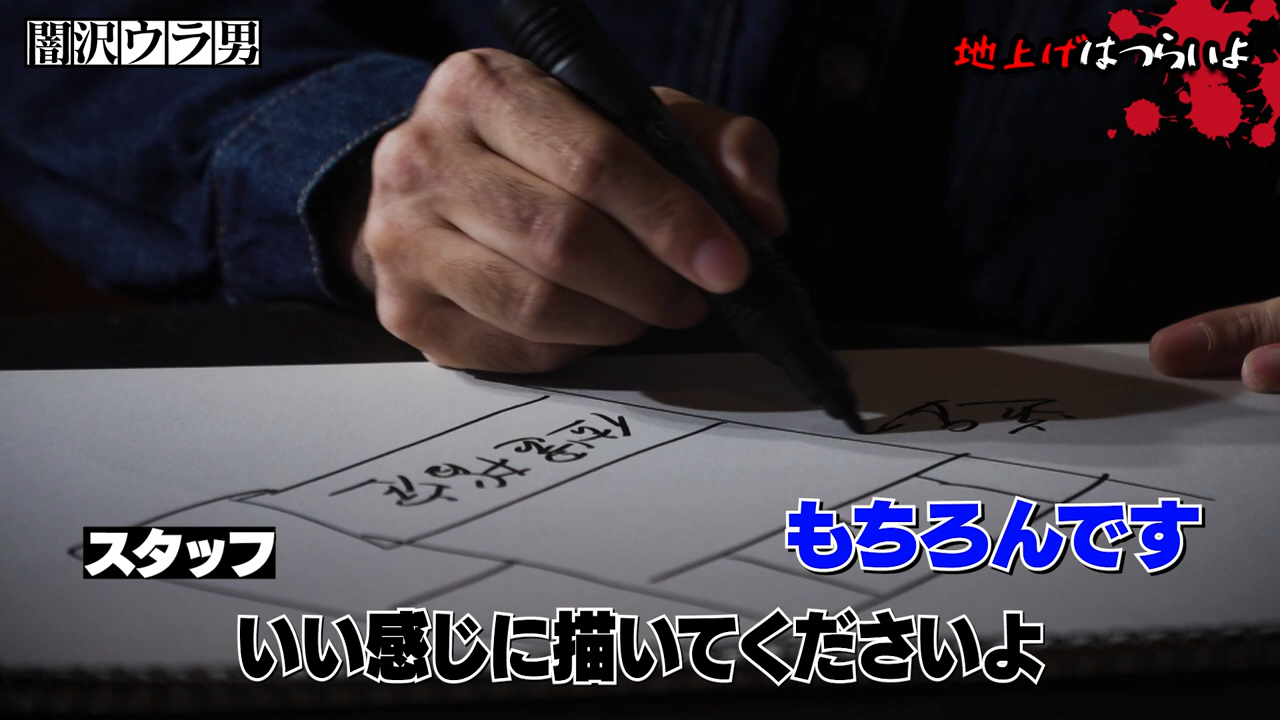 闇沢ウラ男
地上げはつらいよ
もちろんです
スタッフ
いい感じに描いてくださいよ